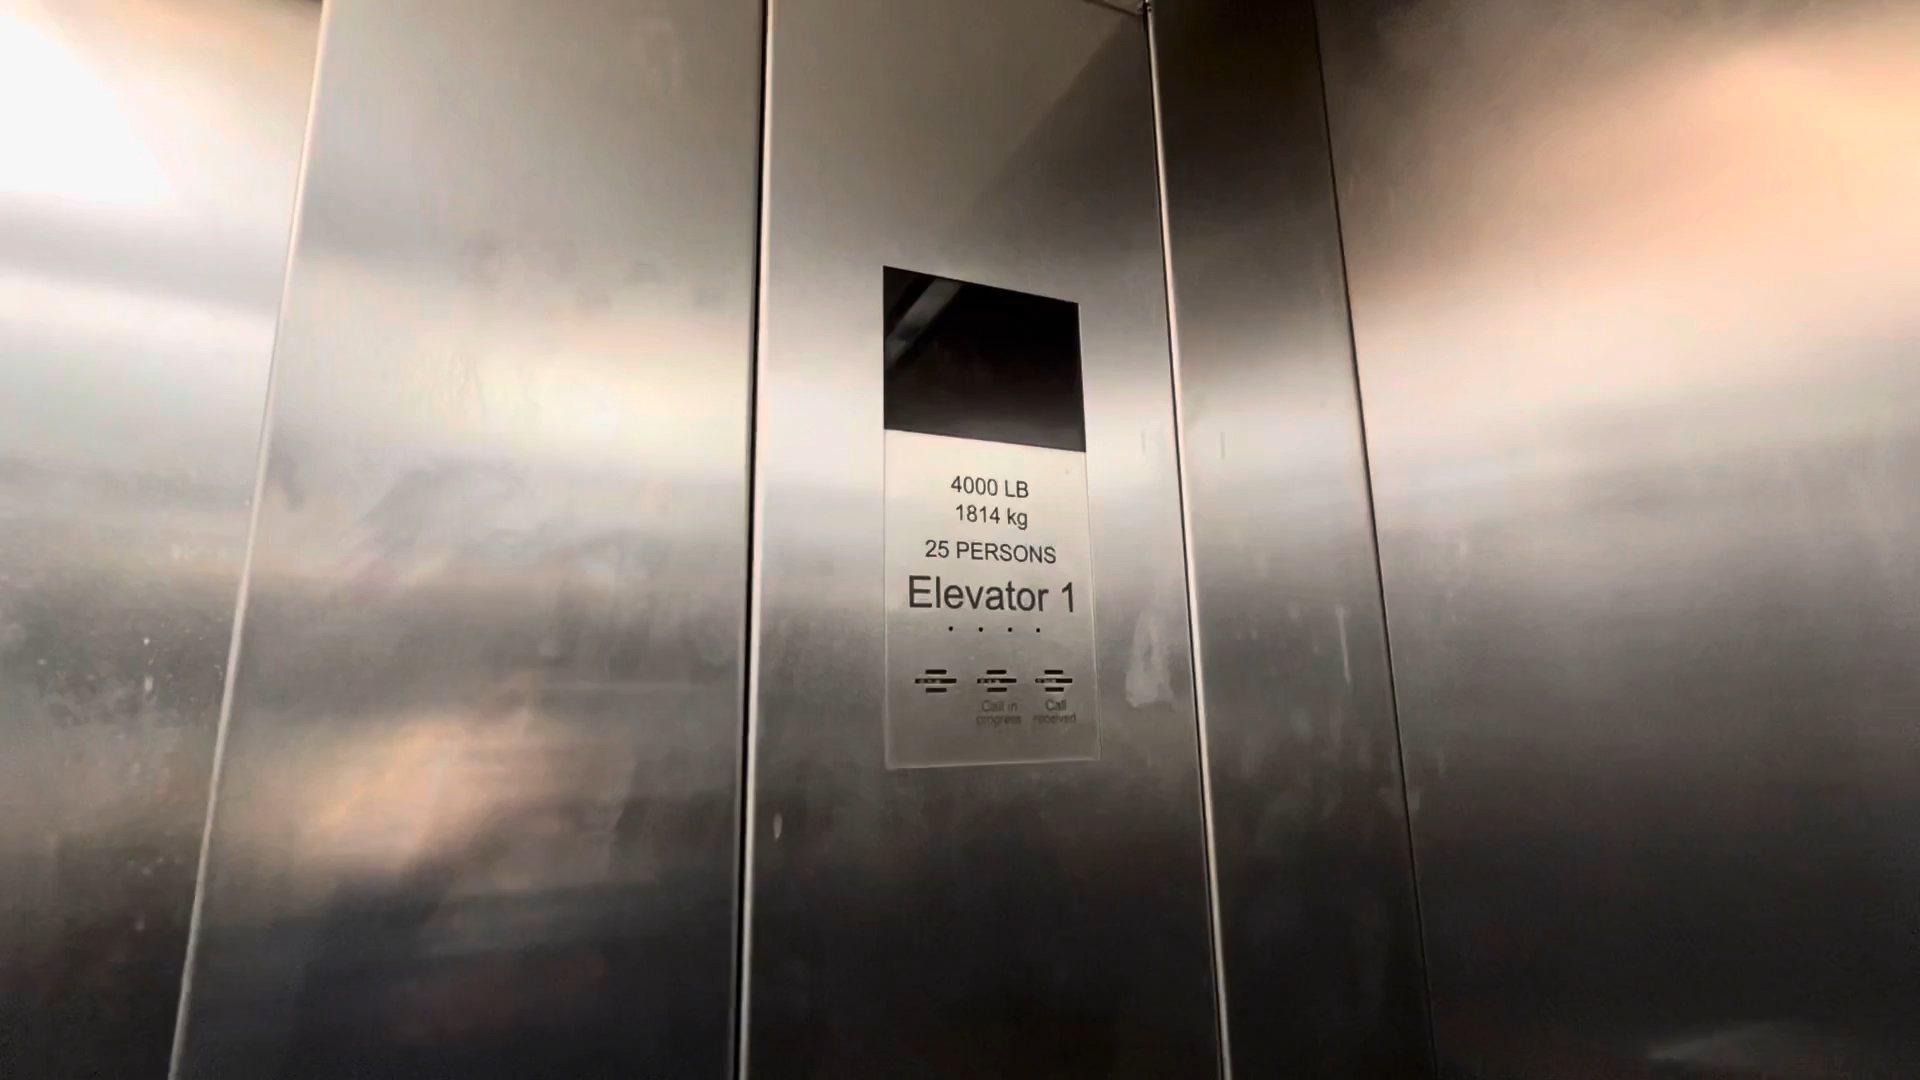 4000 LB
1814 kg
25 PERSONS
Elevator 1
Call in Call
progress received